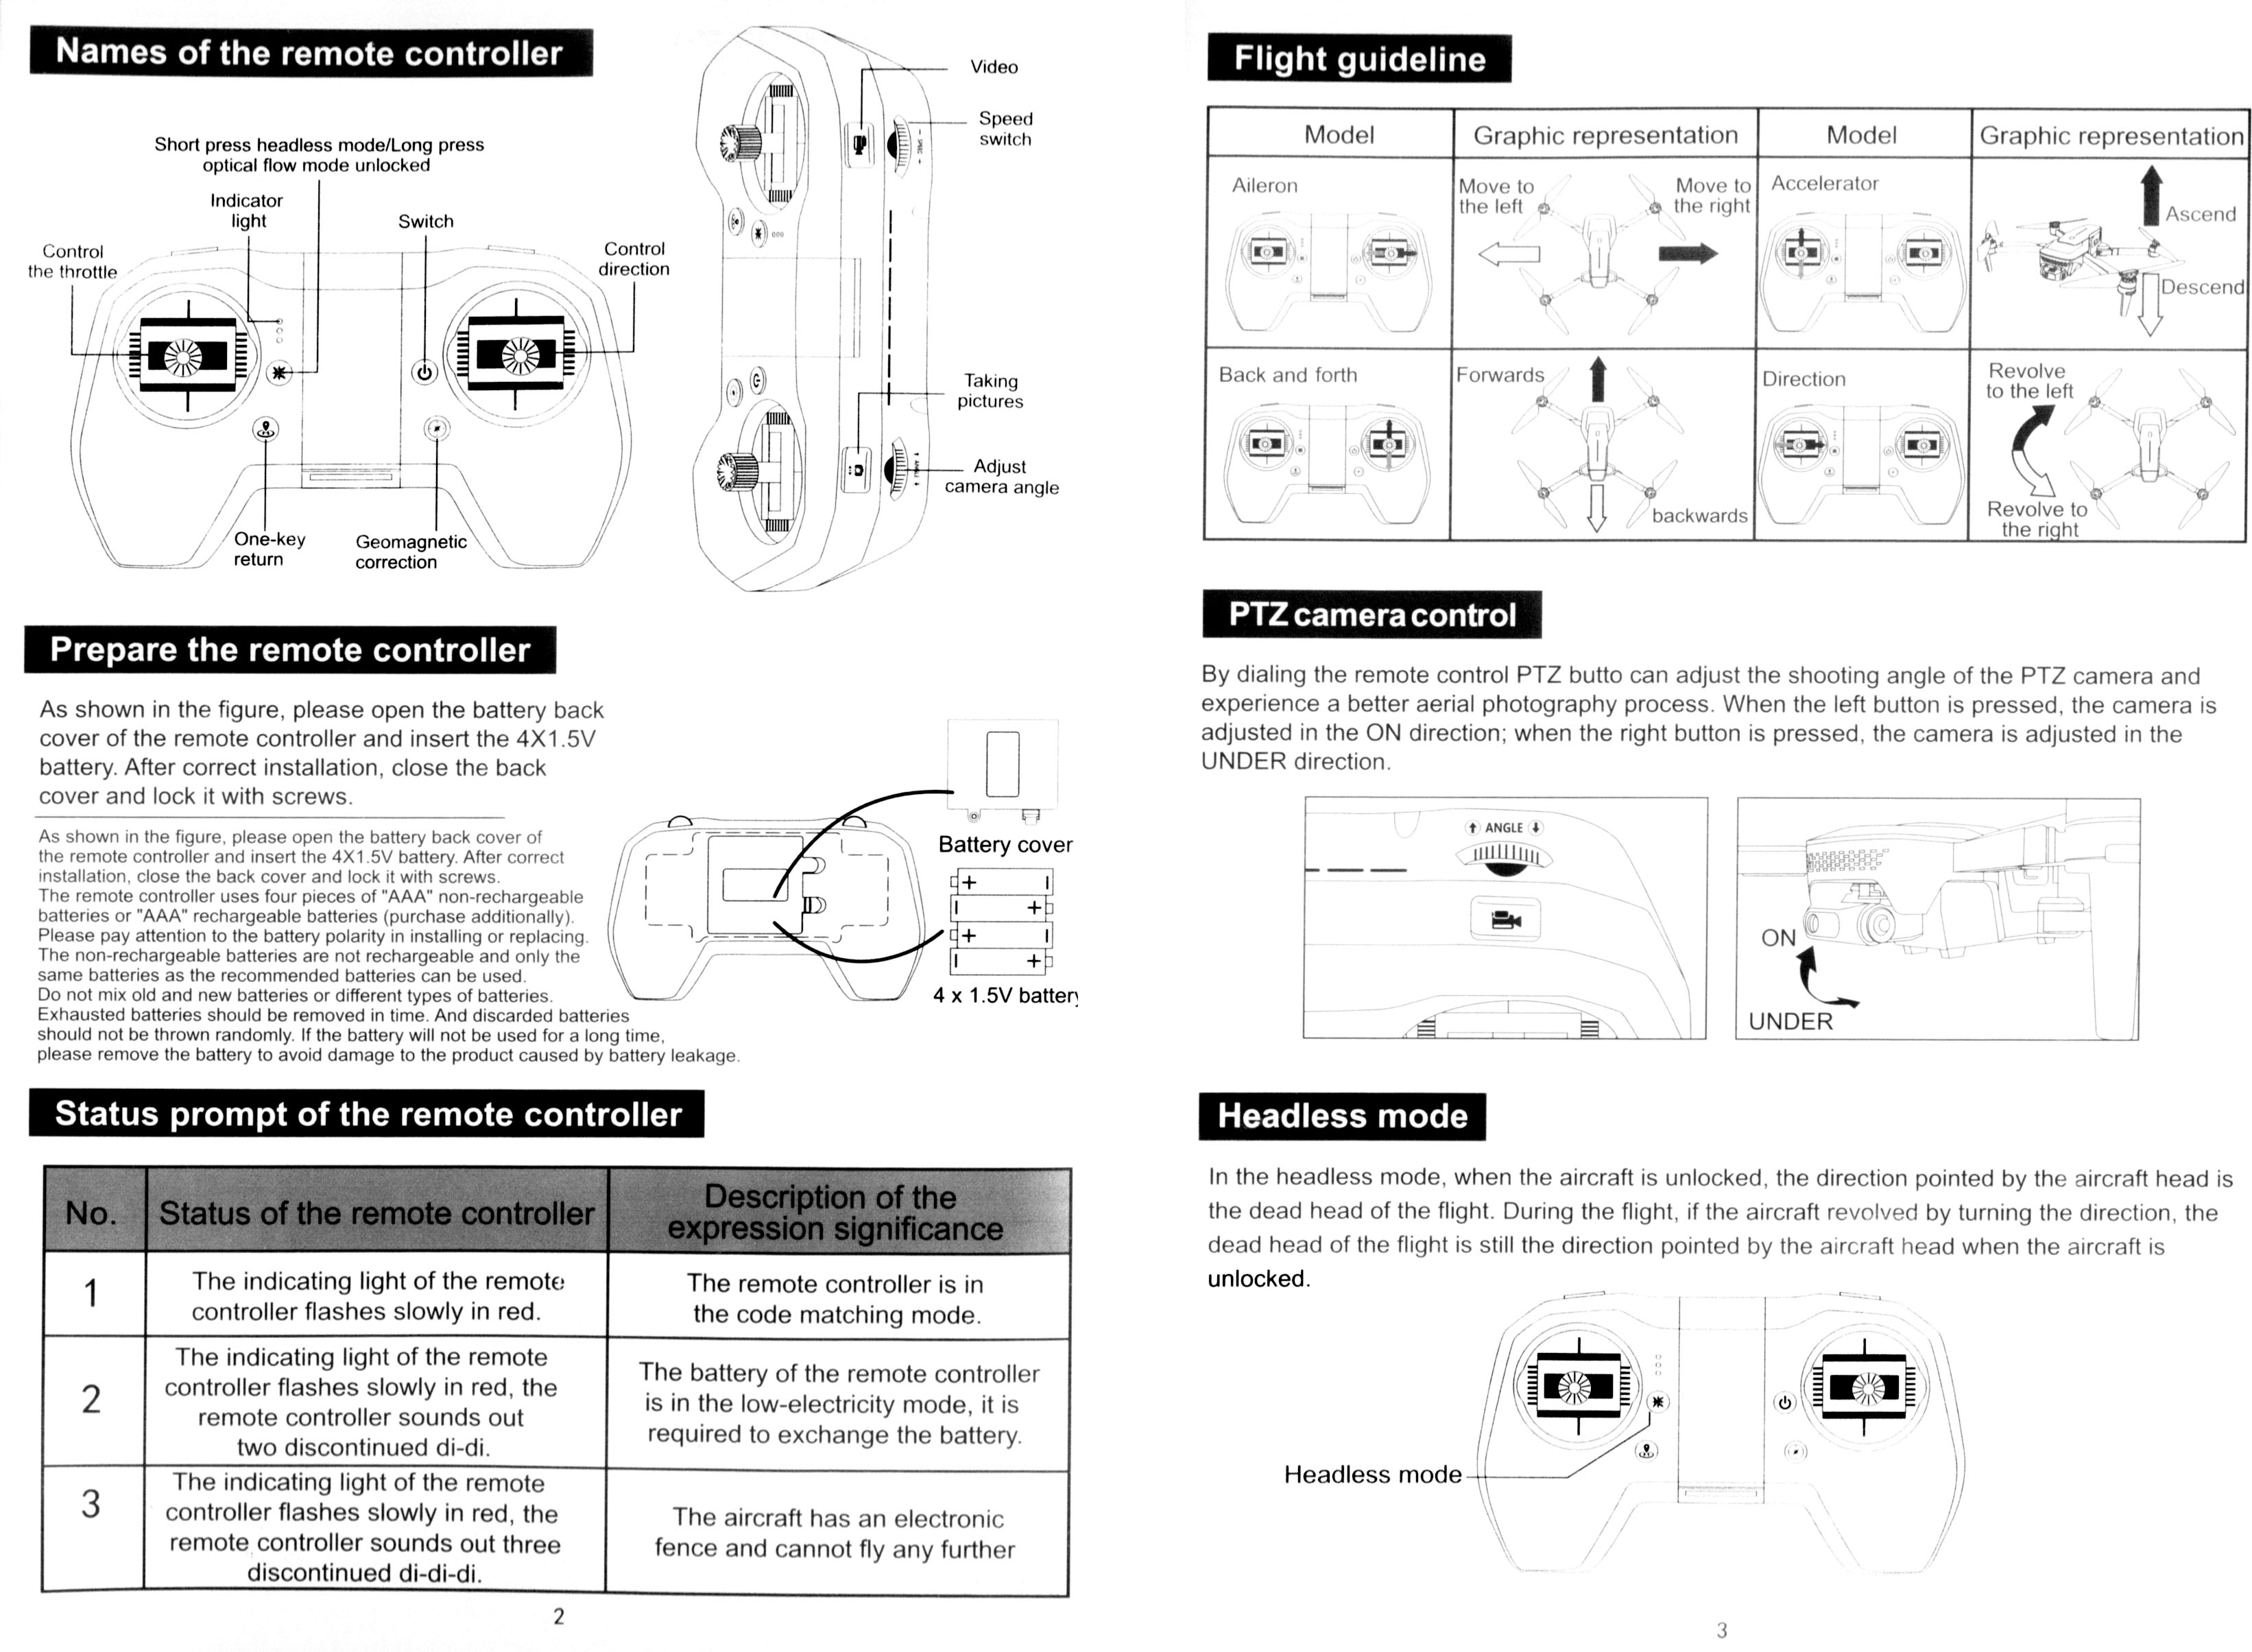 Names of the remote controller
Short press headless mode/Long press
optical flow mode unlocked
Indicator
light
Switch
Control
the throttle
Control
direction
One-key
return
Geomagnetic
correction
Video
Speed
switch
Taking
pictures
Adjust
camera angle
Prepare the remote controller
As shown in the figure, please open the battery back
cover of the remote controller and insert the 4X1.5V
battery. After correct installation, close the back
cover and lock it with screws.
As shown in the figure, please open the battery back cover of
the remote controller and insert the 4X1.5V battery. After correct
installation, close the back cover and lock it with screws.
The remote controller uses four pieces of "AAA" non-rechargeable
batteries or "AAA" rechargeable batteries (purchase additionally).
Please pay attention to the battery polarity in installing or replacing.
The non-rechargeable batteries are not rechargeable and only the
same batteries as the recommended batteries can be used.
Do not mix old and new batteries or different types of batteries.
Exhausted batteries should be removed in time. And discarded batteries
should not be thrown randomly. If the battery will not be used for a long time,
please remove the battery to avoid damage to the product caused by battery leakage.
Battery cover
4 x 1.5V battery
Status prompt of the remote controller
No.
Status of the remote controller
Description of the
expression significance
1
The indicating light of the remote
controller flashes slowly in red.
The remote controller is in
the code matching mode.
2
The indicating light of the remote
controller flashes slowly in red, the
remote controller sounds out
two discontinued di-di.
The battery of the remote controller
is in the low-electricity mode, it is
required to exchange the battery.
3
The indicating light of the remote
controller flashes slowly in red, the
remote controller sounds out three
discontinued di-di-di.
The aircraft has an electronic
fence and cannot fly any further
2
Flight guideline
Model
Graphic representation
Model
Graphic representation
Aileron
Move to
the left
Move to
the right
Accelerator
Ascend
Descend
Back and forth
Forwards
backwards
Direction
Revolve
to the left
Revolve to
the right
PTZ camera control
By dialing the remote control PTZ butto can adjust the shooting angle of the PTZ camera and
experience a better aerial photography process. When the left button is pressed, the camera is
adjusted in the ON direction; when the right button is pressed, the camera is adjusted in the
UNDER direction.
ANGLE
ON
UNDER
Headless mode
In the headless mode, when the aircraft is unlocked, the direction pointed by the aircraft head is
the dead head of the flight. During the flight, if the aircraft revolved by turning the direction, the
dead head of the flight is still the direction pointed by the aircraft head when the aircraft is
unlocked.
Headless mode
3